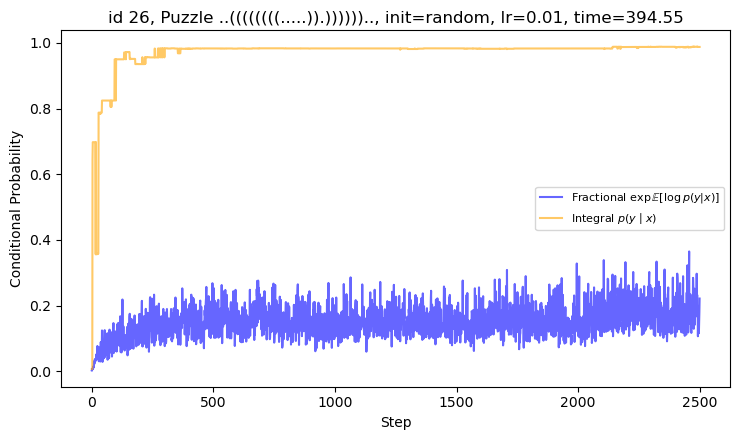 id 26, Puzzle ..((((((((.....)).)))))).., init=random, lr=0.01, time=394.55
Conditional Probability
1.0
0.8
0.6
0.4
0.2
0.0
Fractional exp𝔼[log p(y|x)]
Integral p(y | x)
0
500
1000
1500
2000
2500
Step